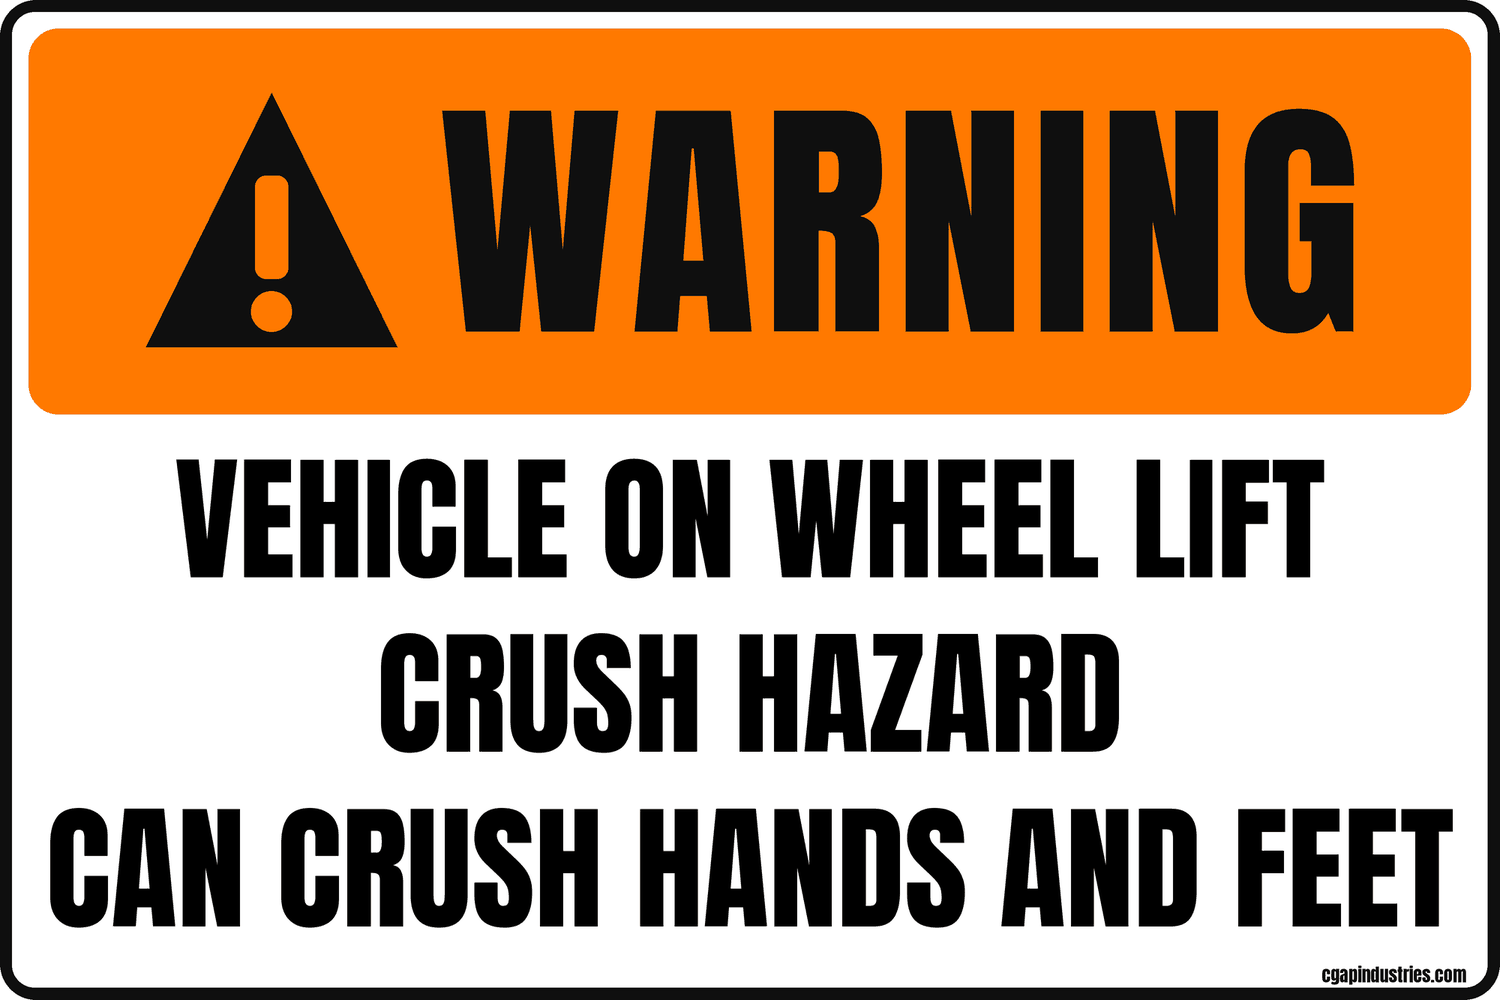 WARNING
VEHICLE ON WHEEL LIFT
CRUSH HAZARD
CAN CRUSH HANDS AND FEET
cgapindustries.com